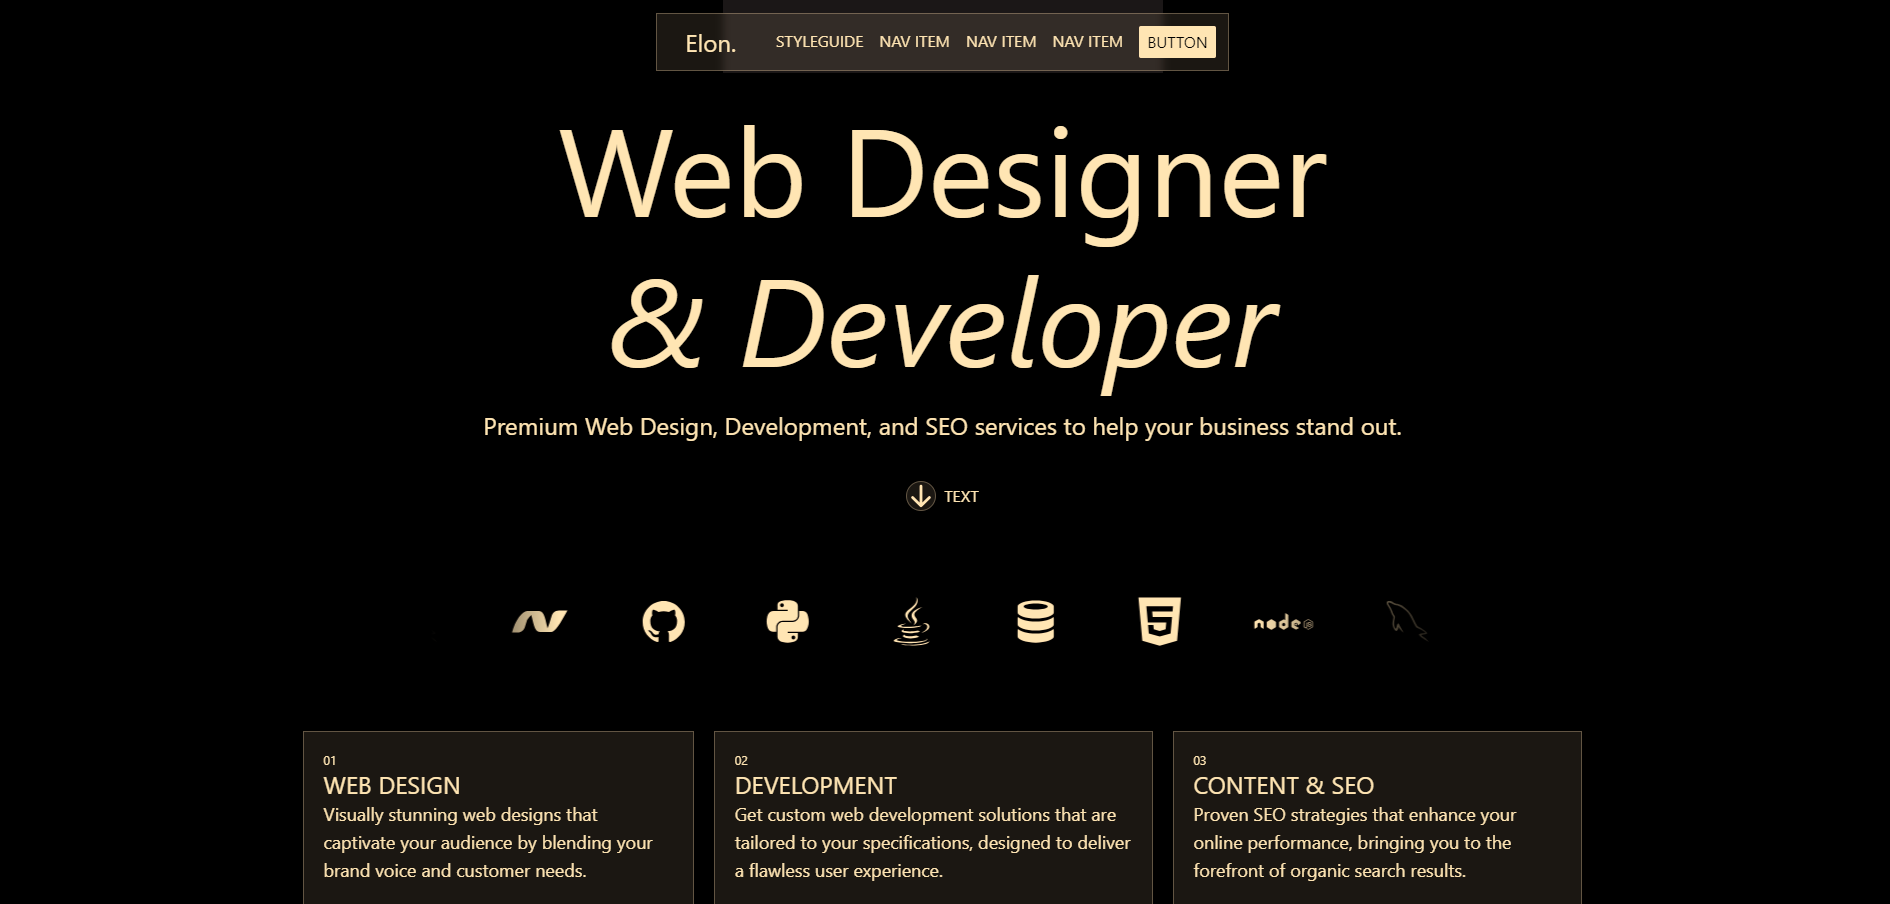 Elon. STYLEGUIDE NAV ITEM NAV ITEM NAV ITEM BUTTON
Web Designer
& Developer
Premium Web Design, Development, and SEO services to help your business stand out.
TEXT
node JS
01
WEB DESIGN
Visually stunning web designs that
captivate your audience by blending your
brand voice and customer needs.
02
DEVELOPMENT
Get custom web development solutions that are
tailored to your specifications, designed to deliver
a flawless user experience.
03
CONTENT & SEO
Proven SEO strategies that enhance your
online performance, bringing you to the
forefront of organic search results.